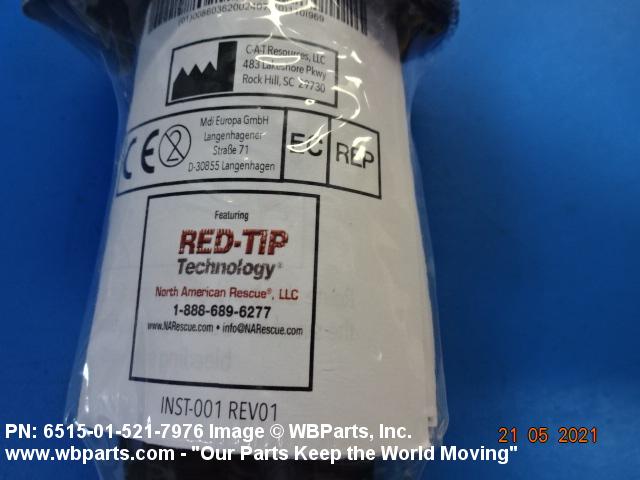 C-A-T Resources, LLC
483 Lakeshore Pkwy
Rock Hill, SC 29730
Mdi Europa GmbH
Langenhagener
Straße 71
D-30855 Langenhagen
CE
2
EC
REP
Featuring
RED-TIP
Technology®
North American Rescue®, LLC
1-888-689-6277
www.NARescue.com • info@NARescue.com
INST-001 REV01
PN: 6515-01-521-7976 Image © WBParts, Inc.
21 05 2021
www.wbparts.com - "Our Parts Keep the World Moving"